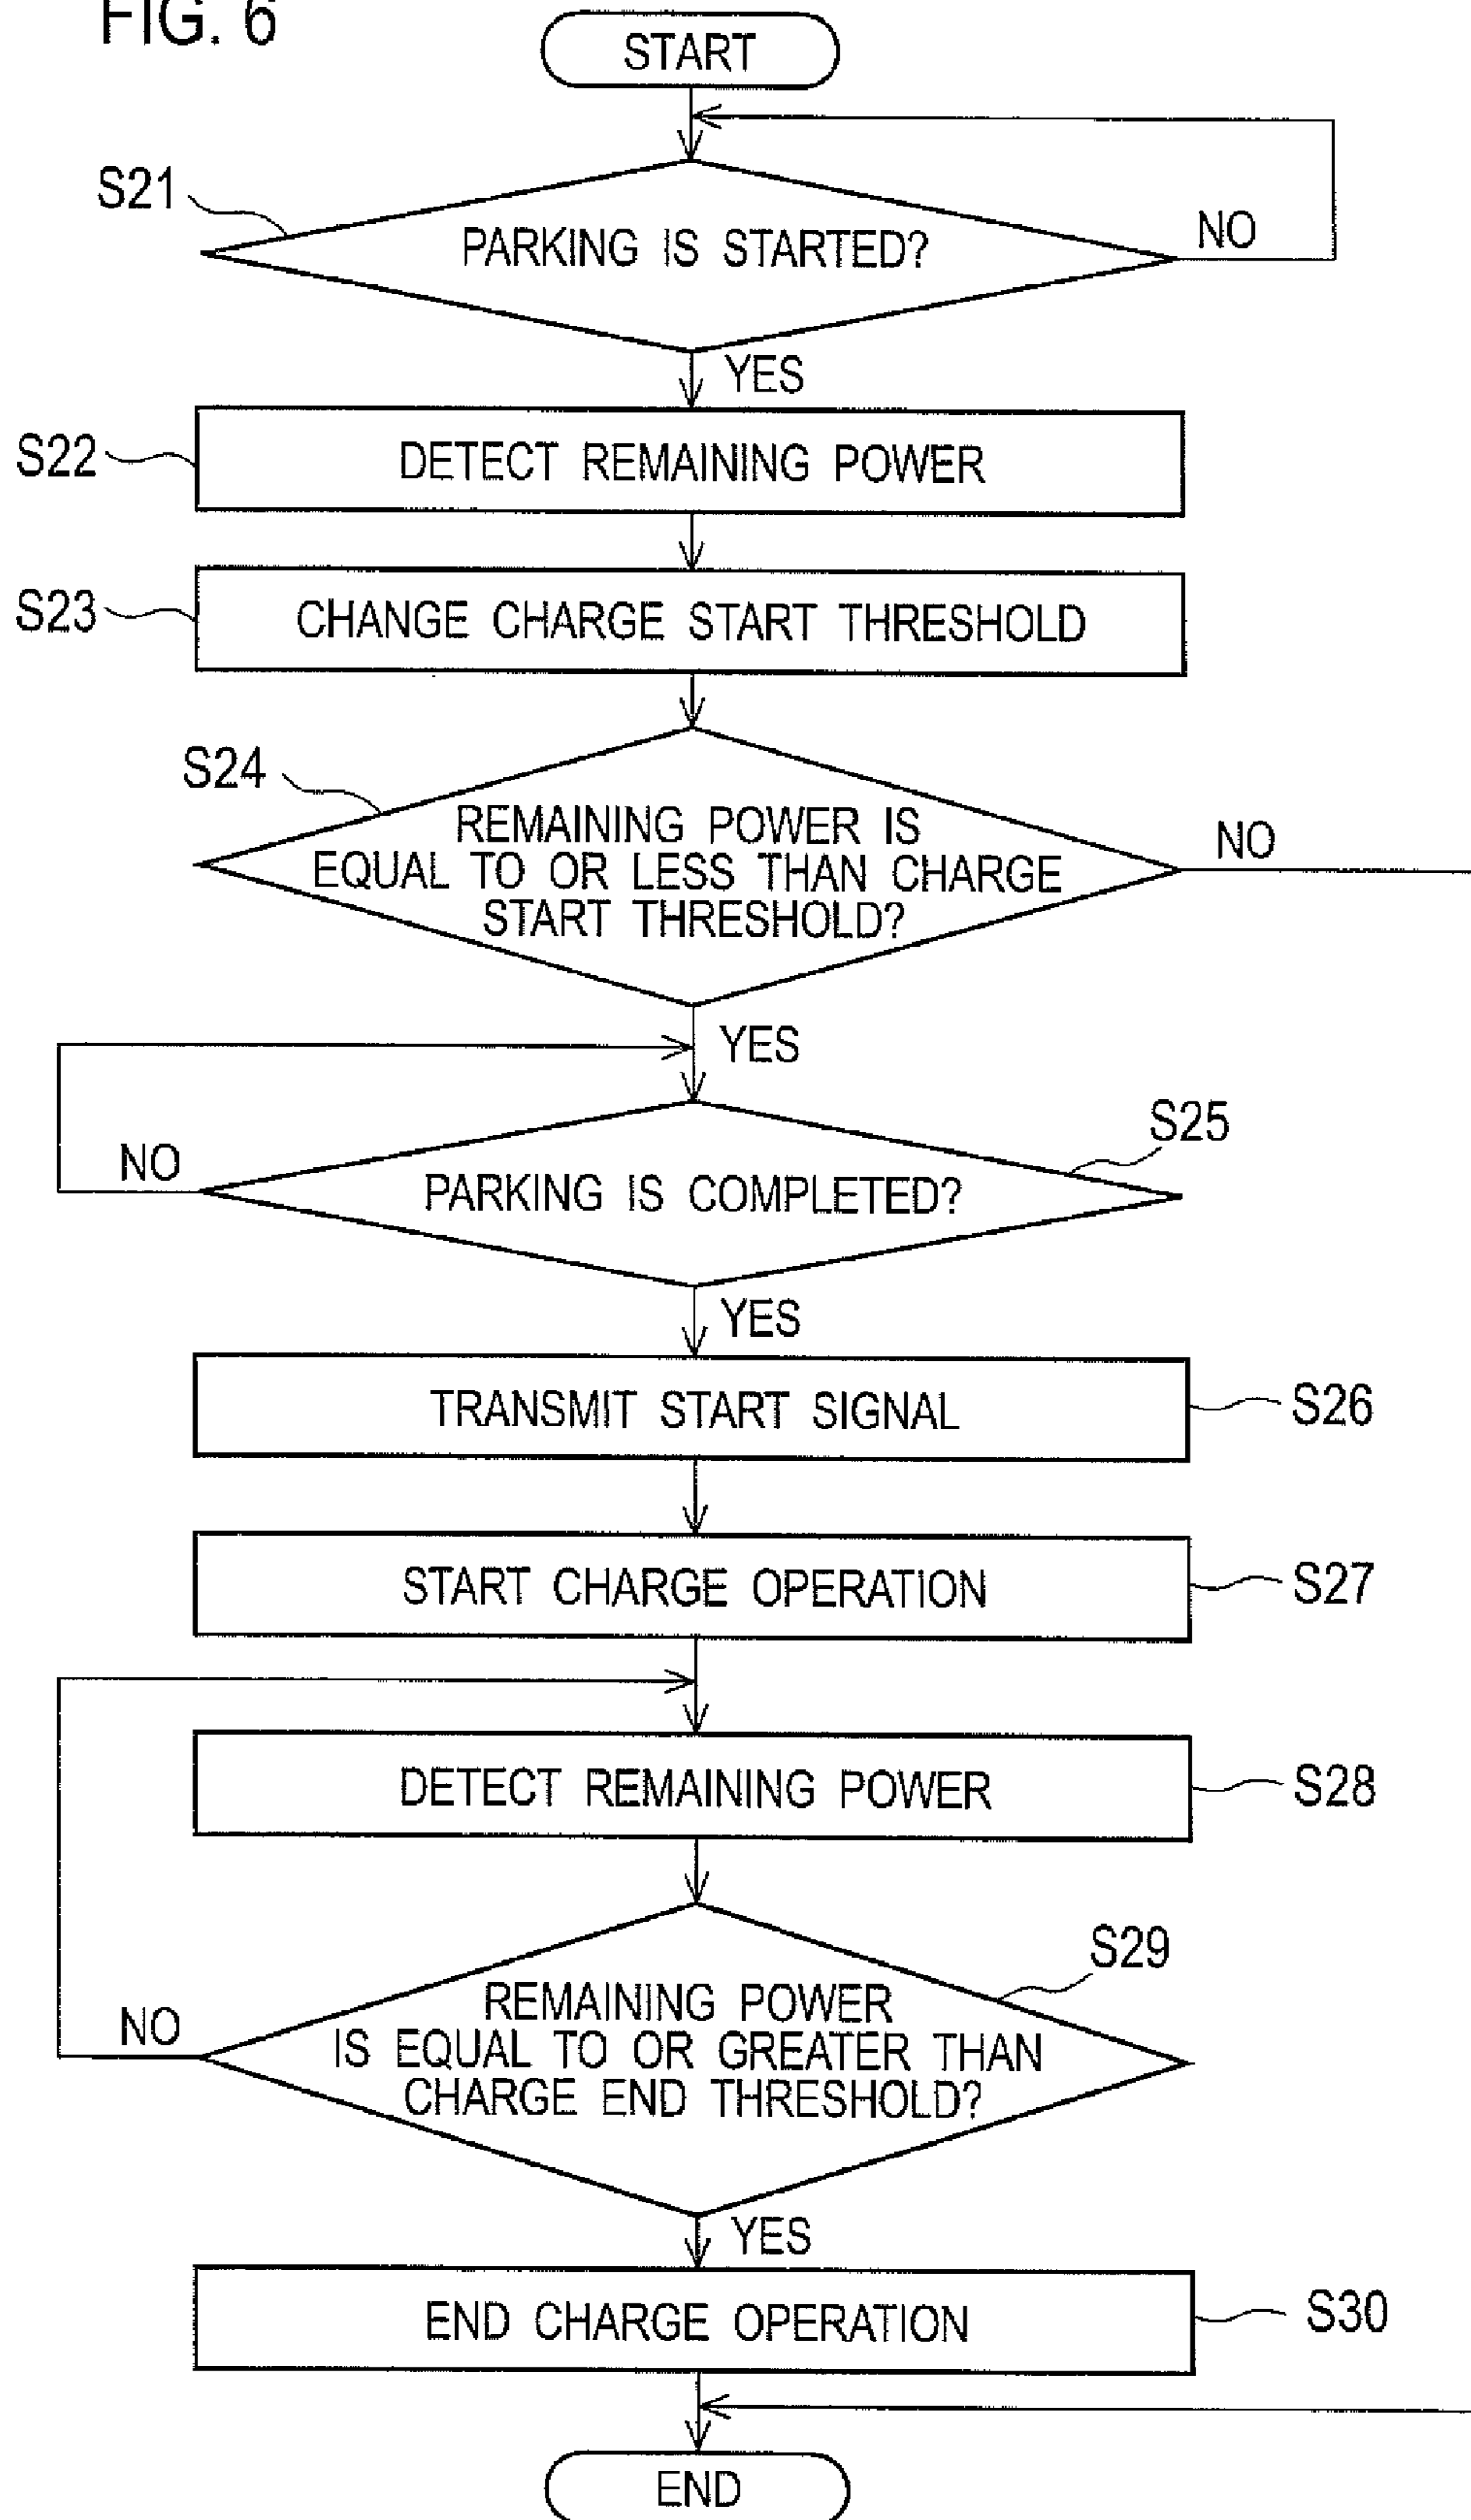 FIG. 6
START
S21
PARKING IS STARTED?
NO
YES
S22
DETECT REMAINING POWER
S23
CHANGE CHARGE START THRESHOLD
S24
REMAINING POWER IS
EQUAL TO OR LESS THAN CHARGE
START THRESHOLD?
NO
YES
S25
NO
PARKING IS COMPLETED?
YES
TRANSMIT START SIGNAL
S26
START CHARGE OPERATION
S27
DETECT REMAINING POWER
S28
S29
REMAINING POWER
IS EQUAL TO OR GREATER THAN
CHARGE END THRESHOLD?
NO
YES
END CHARGE OPERATION
S30
END